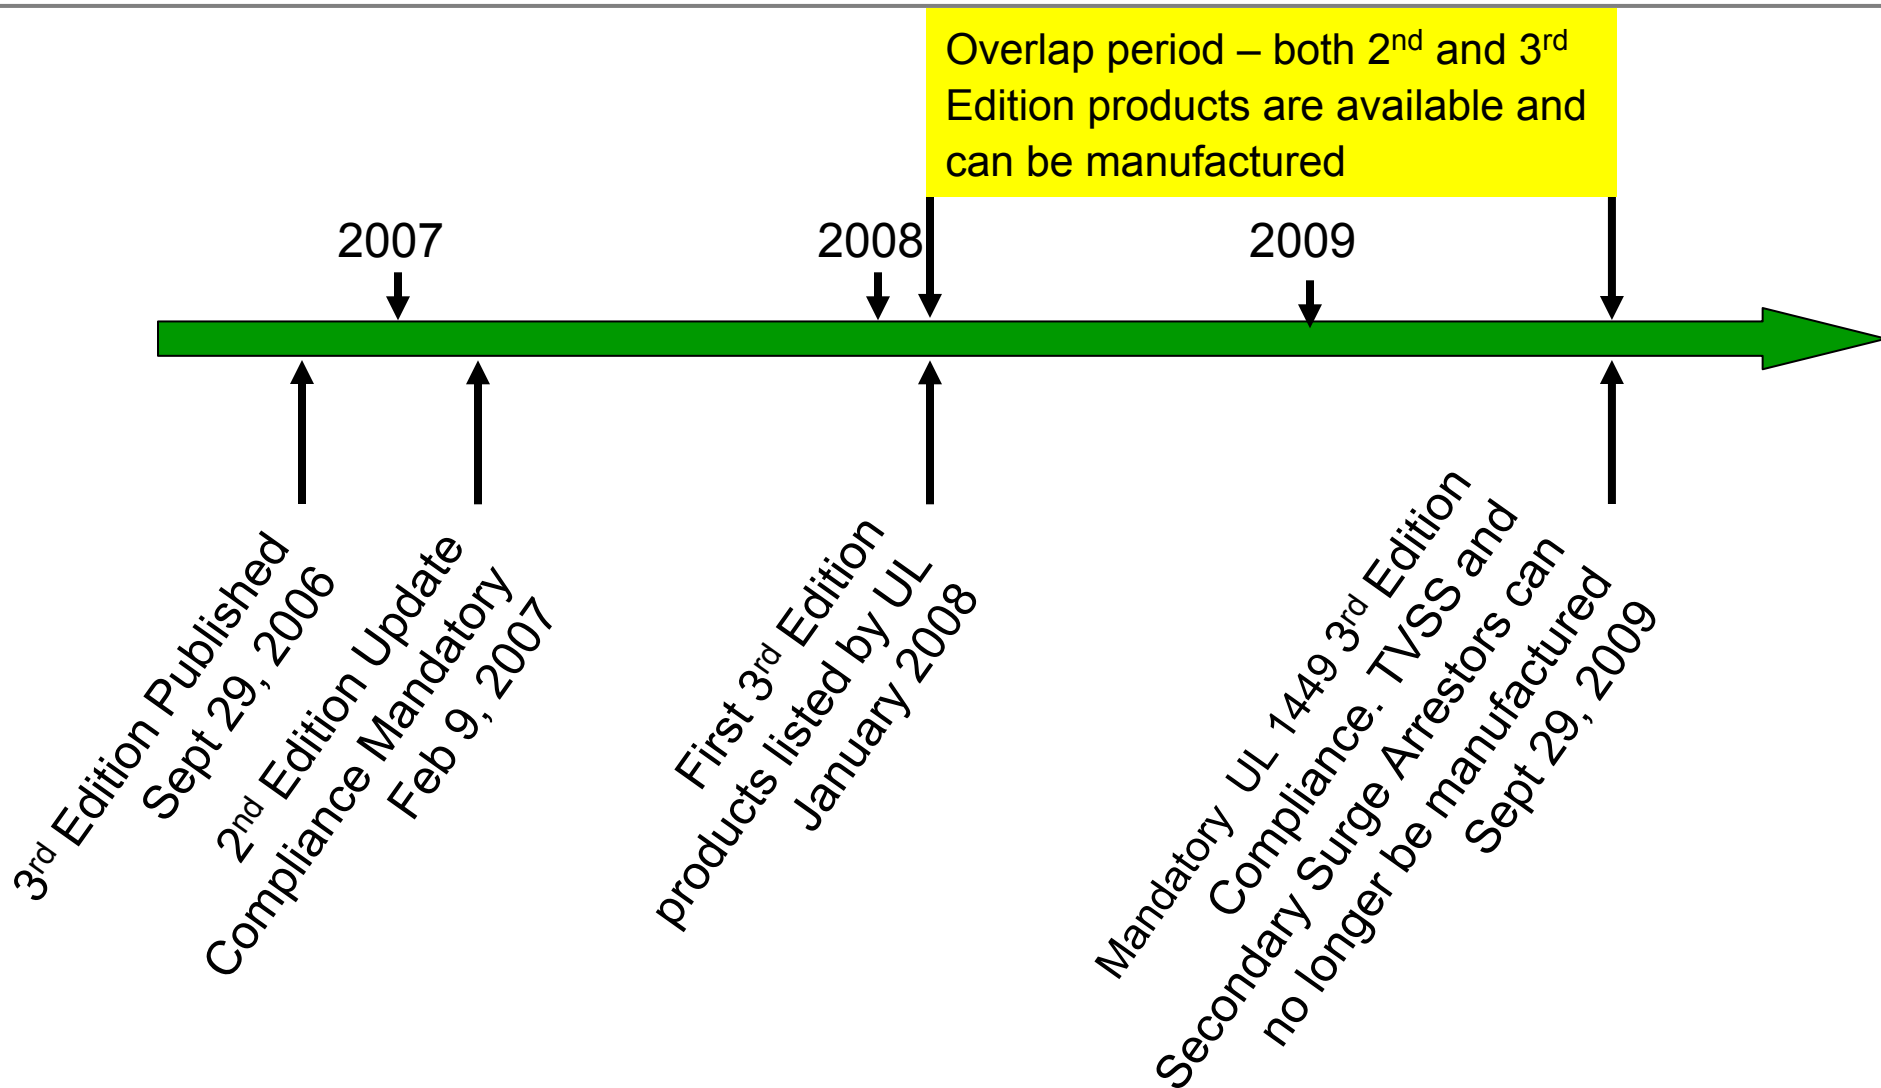 Overlap period – both 2nd and 3rd
Edition products are available and
can be manufactured
2007
2008
2009
3rd Edition Published
Sept 29, 2006
2nd Edition Update
Compliance Mandatory
Feb 9, 2007
First 3rd Edition
products listed by UL
January 2008
Mandatory UL 1449 3rd Edition
Compliance. TVSS and
Secondary Surge Arrestors can
no longer be manufactured
Sept 29, 2009